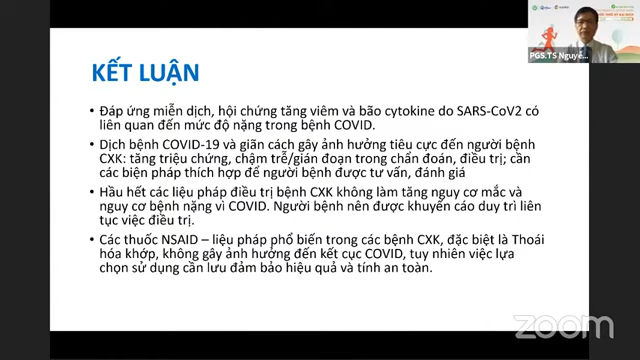 KẾT LUẬN
• Đáp ứng miễn dịch, hội chứng tăng viêm và bão cytokine do SARS-CoV2 có
liên quan đến mức độ nặng trong bệnh COVID.
• Dịch bệnh COVID-19 và giãn cách gây ảnh hưởng tiêu cực đến người bệnh
CXK: tăng triệu chứng, chậm trễ/gián đoạn trong chẩn đoán, điều trị; cần
các biện pháp thích hợp để người bệnh được tư vấn, đánh giá
• Hầu hết các liệu pháp điều trị bệnh CXK không làm tăng nguy cơ mắc và
nguy cơ bệnh nặng vì COVID. Người bệnh nên được khuyến cáo duy trì liên
tục việc điều trị.
• Các thuốc NSAID – liệu pháp phổ biến trong các bệnh CXK, đặc biệt là Thoái
hóa khớp, không gây ảnh hưởng đến kết cục COVID, tuy nhiên việc lựa
chọn sử dụng cần lưu đảm bảo hiệu quả và tính an toàn.
PGS.TS Nguyễ...
zoom